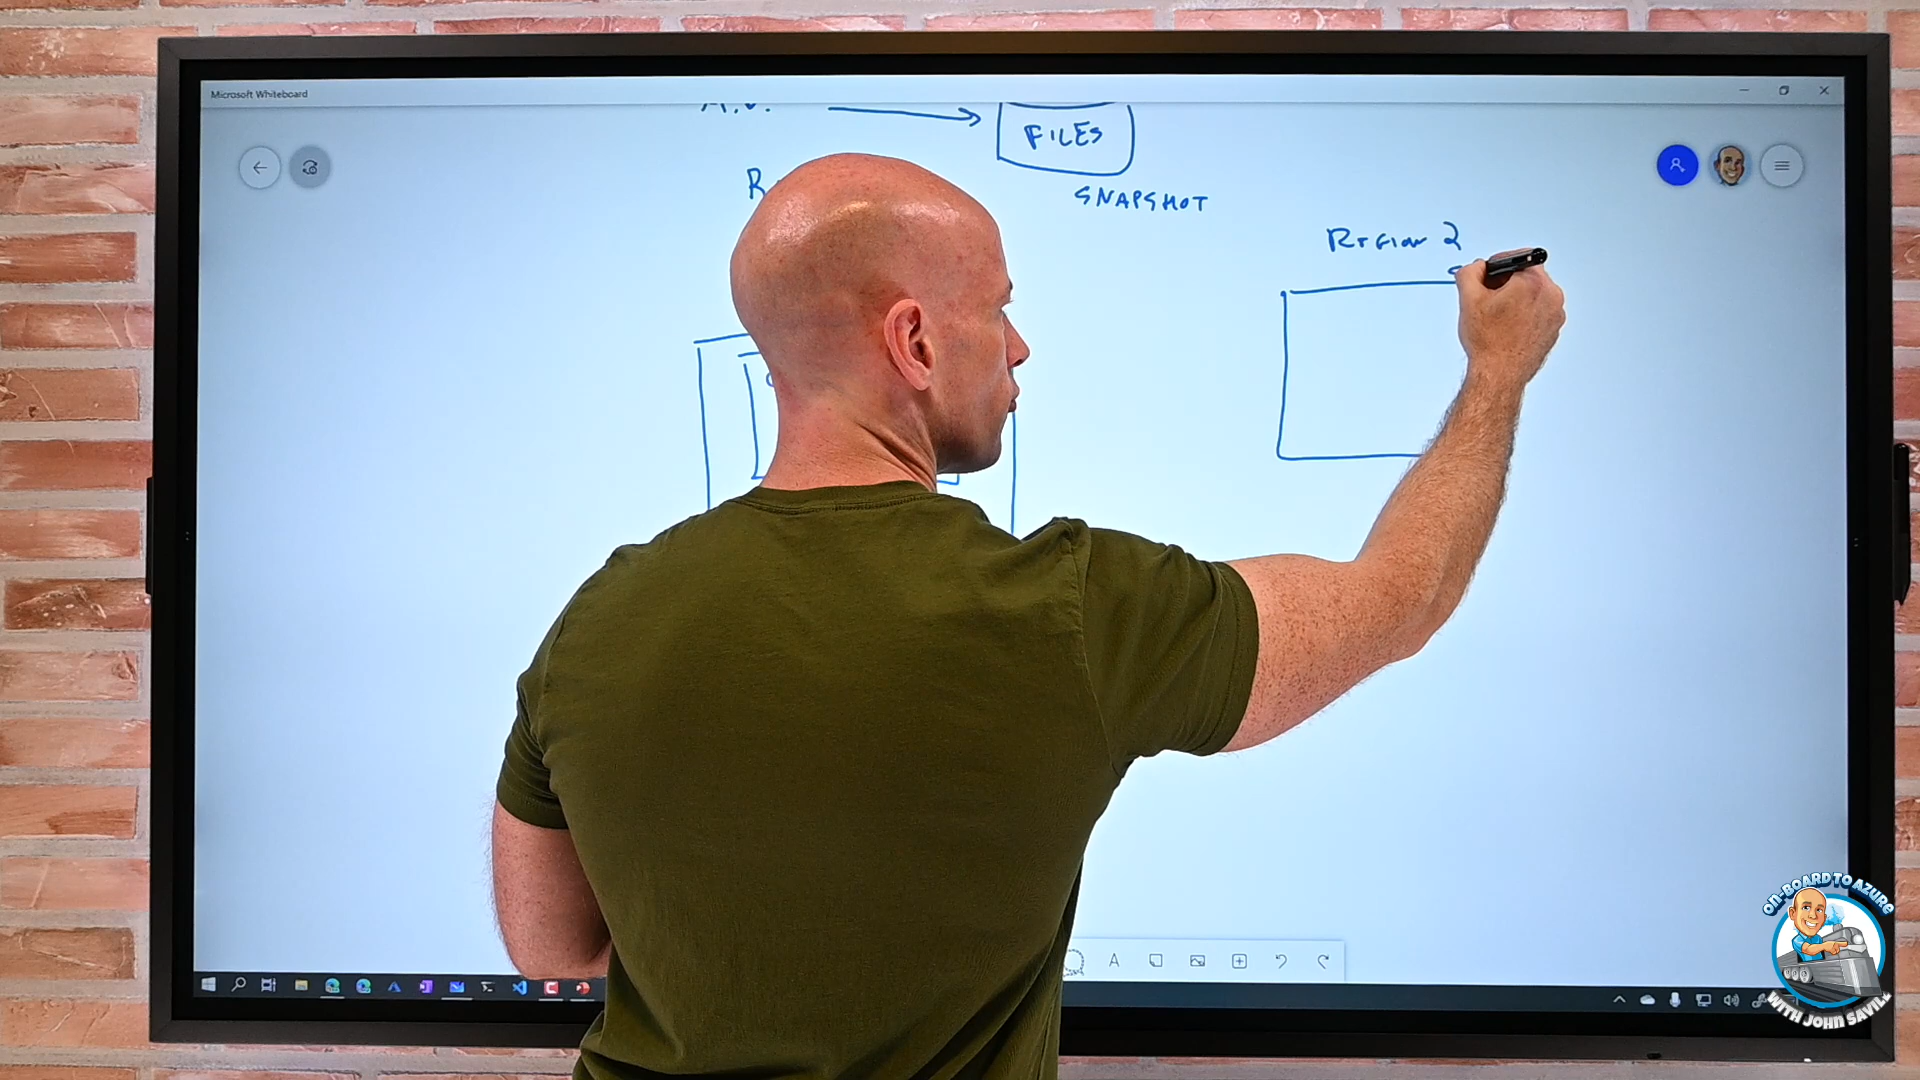 Microsoft Whiteboard
FILES
SNAPSHOT
REGION 2
R
A
ON-BOARD TO AZURE
WITH JOHN SAVILL